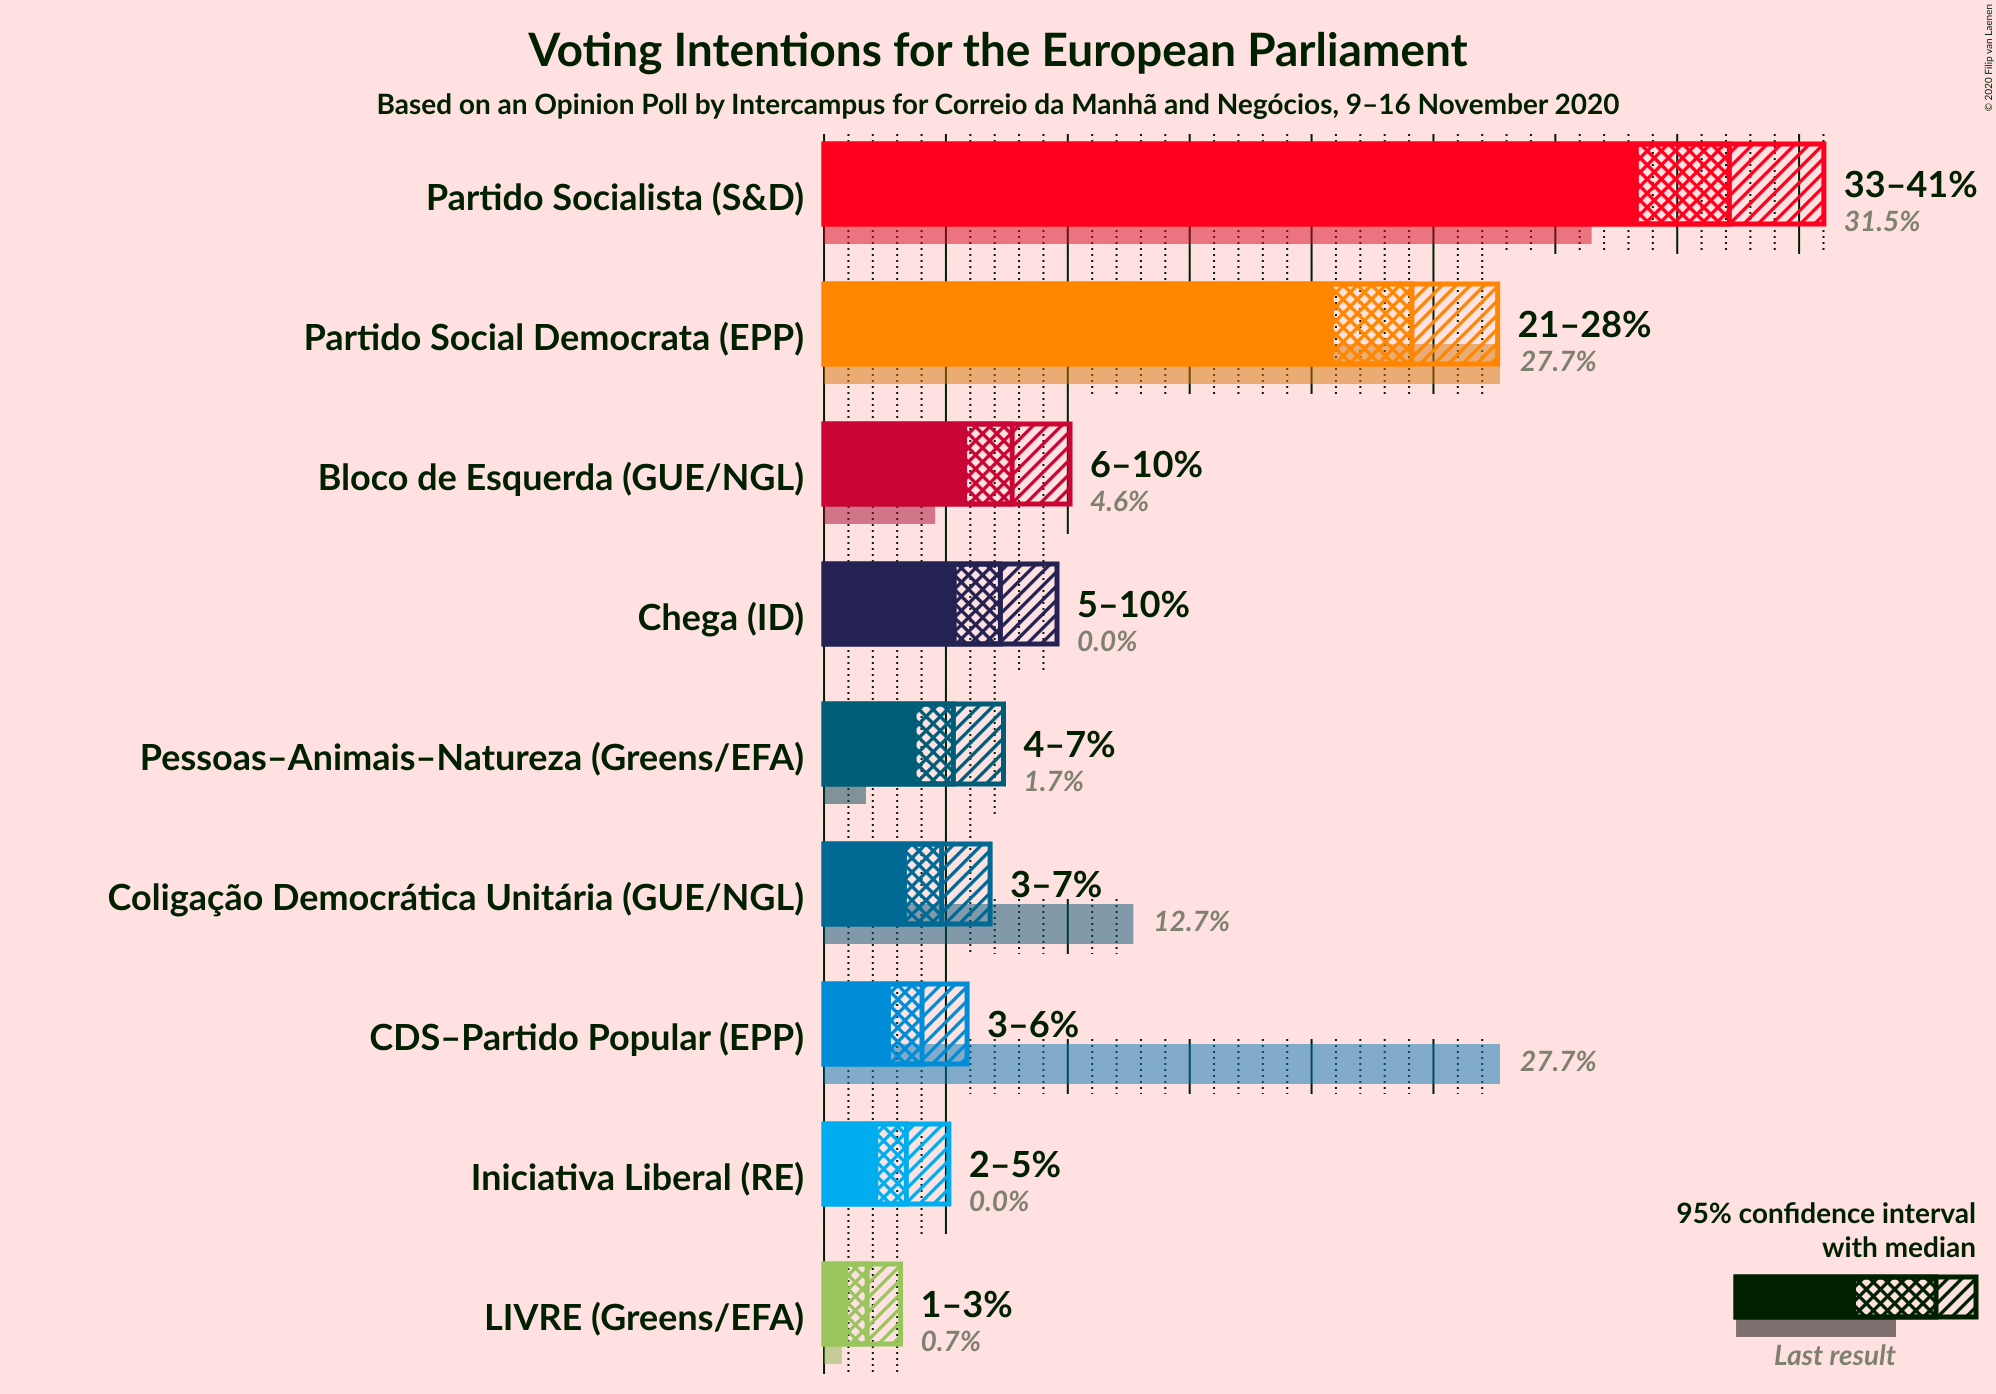 Voting Intentions for the European Parliament
Based on an Opinion Poll by Intercampus for Correio da Manhã and Negócios, 9–16 November 2020
© 2020 Filip van Laenen
Partido Socialista (S&D)
33–41%
31.5%
Partido Social Democrata (EPP)
21–28%
27.7%
Bloco de Esquerda (GUE/NGL)
6–10%
4.6%
Chega (ID)
5–10%
0.0%
Pessoas–Animais–Natureza (Greens/EFA)
4–7%
1.7%
Coligação Democrática Unitária (GUE/NGL)
3–7%
12.7%
CDS–Partido Popular (EPP)
3–6%
27.7%
Iniciativa Liberal (RE)
2–5%
0.0%
LIVRE (Greens/EFA)
1–3%
0.7%
95% confidence interval
with median
Last result